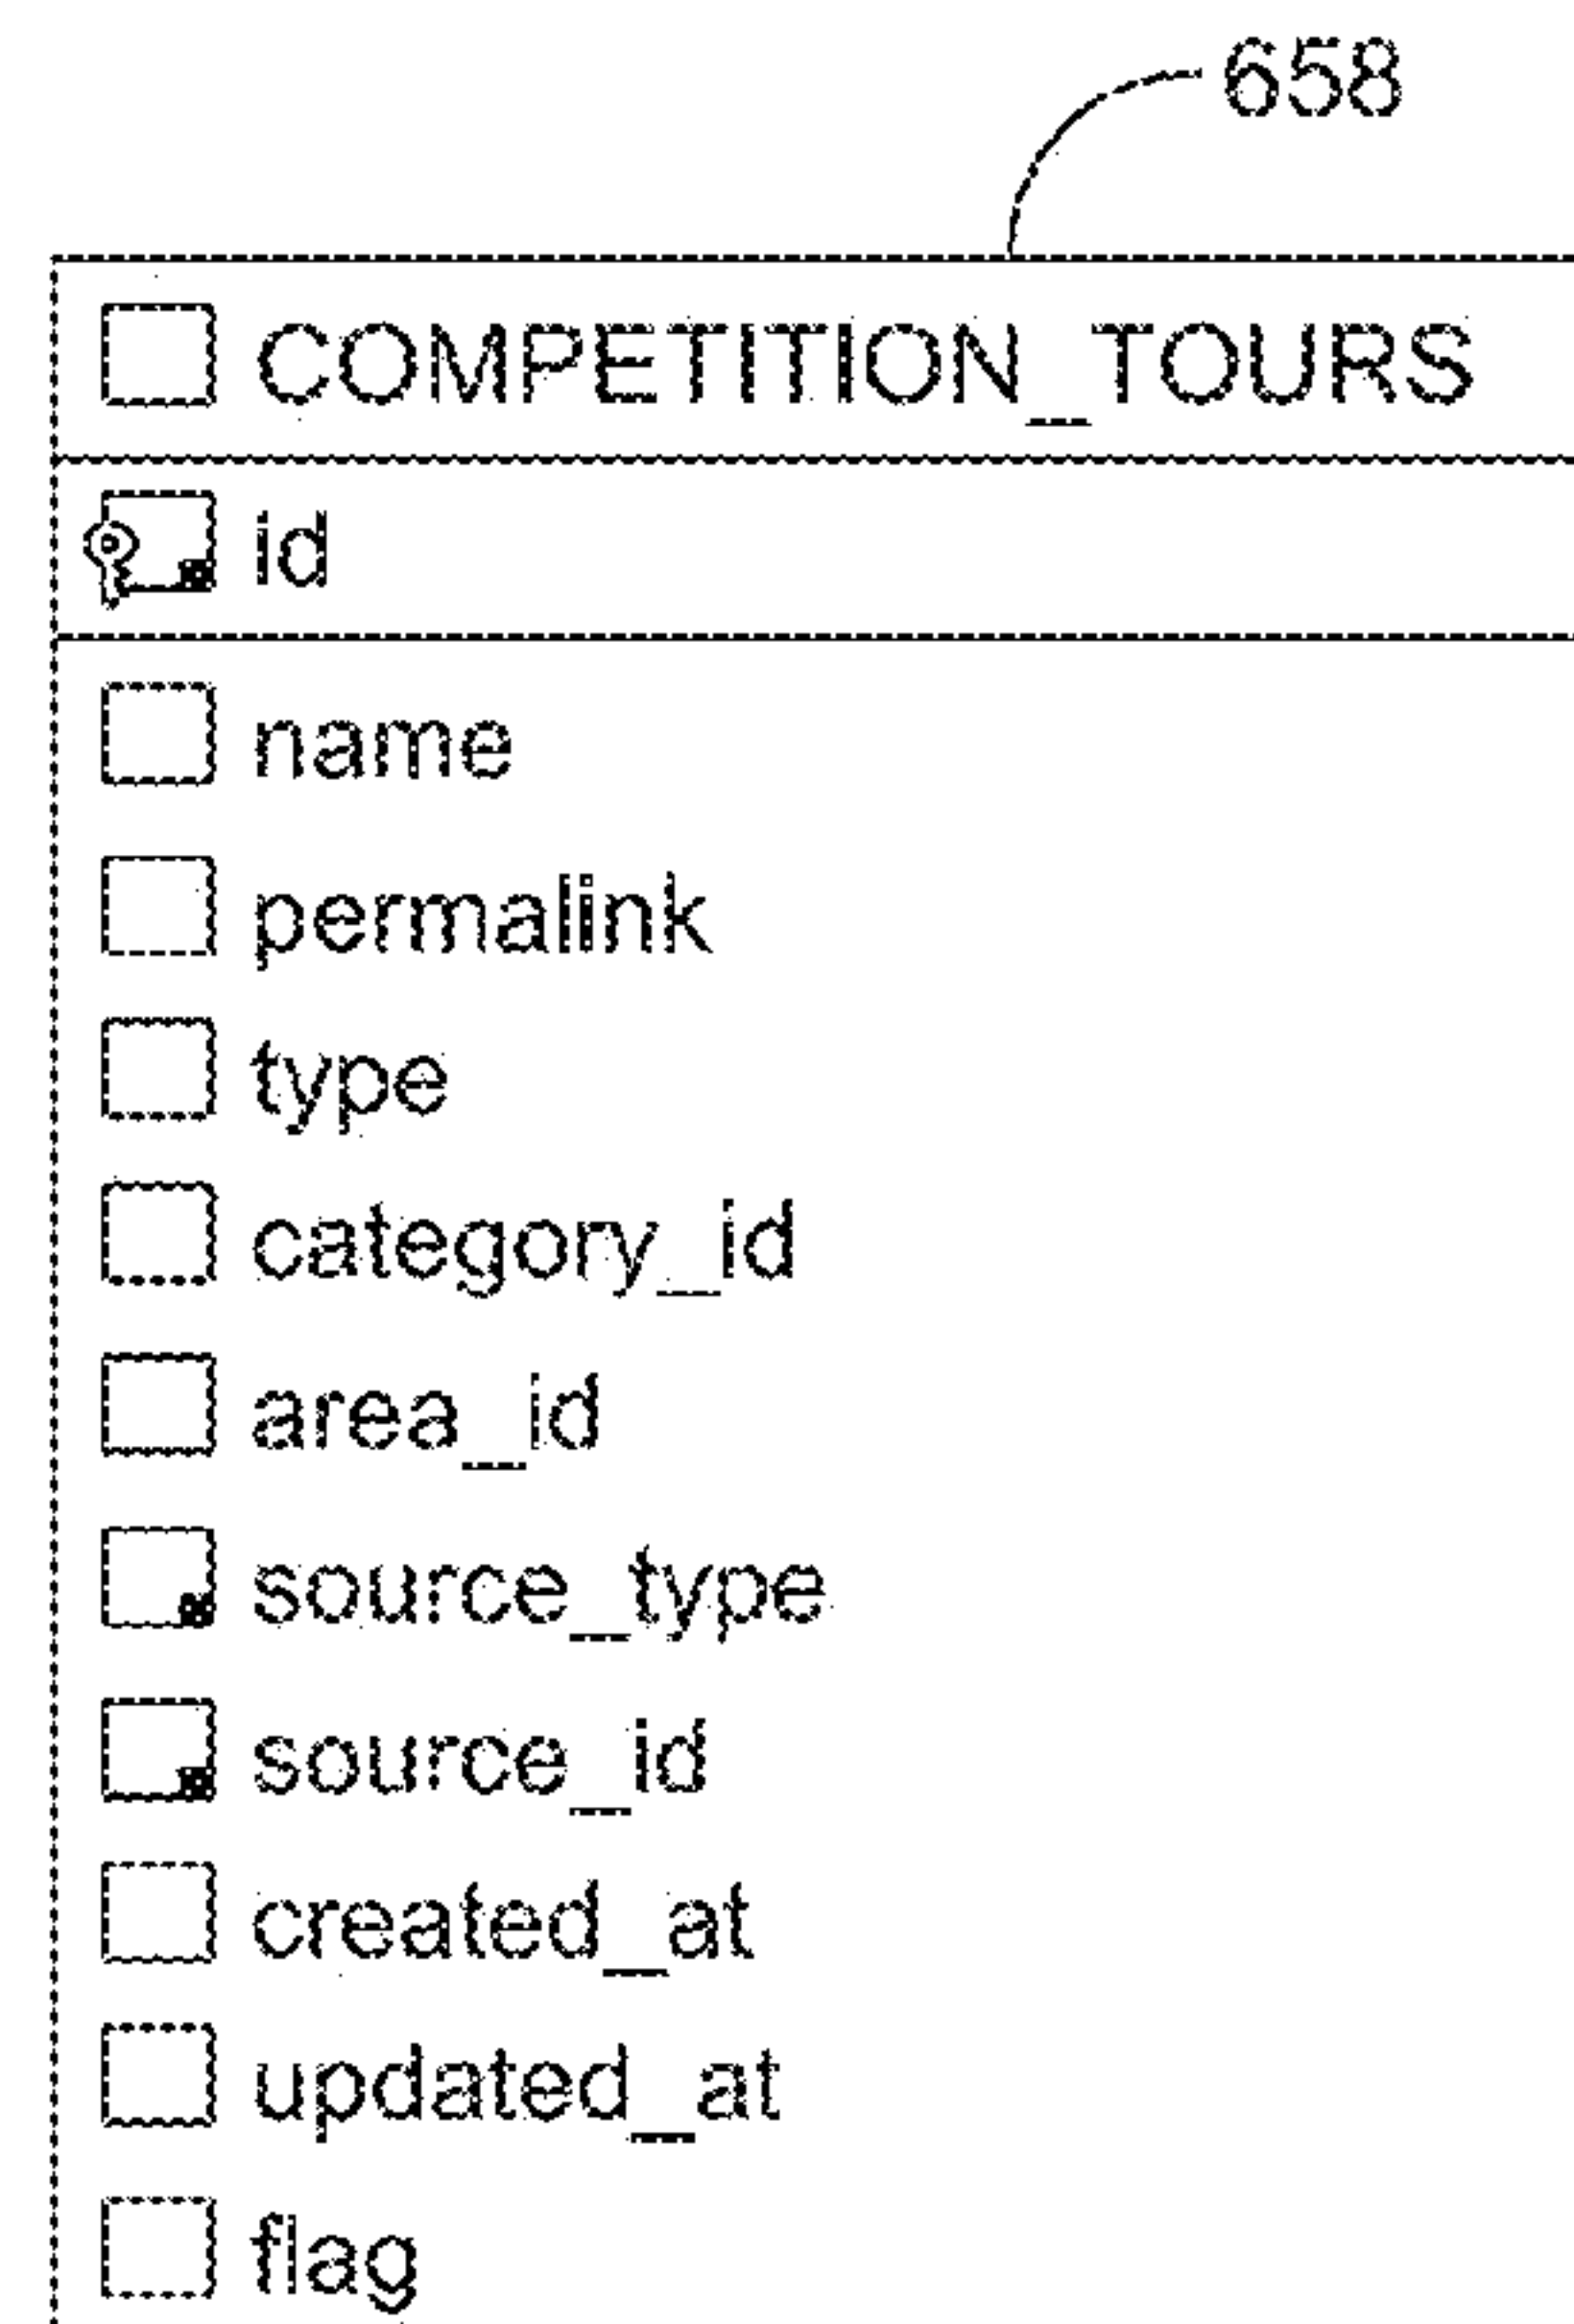 658
COMPETITION_TOURS
id
name
permalink
type
category_id
area_id
source_type
source_id
created_at
updated_at
flag